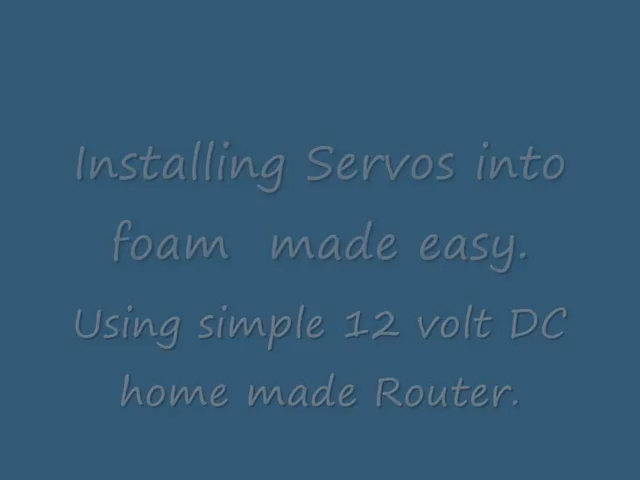 Installing Servos into
foam made easy.
Using simple 12 volt DC
home made Router.